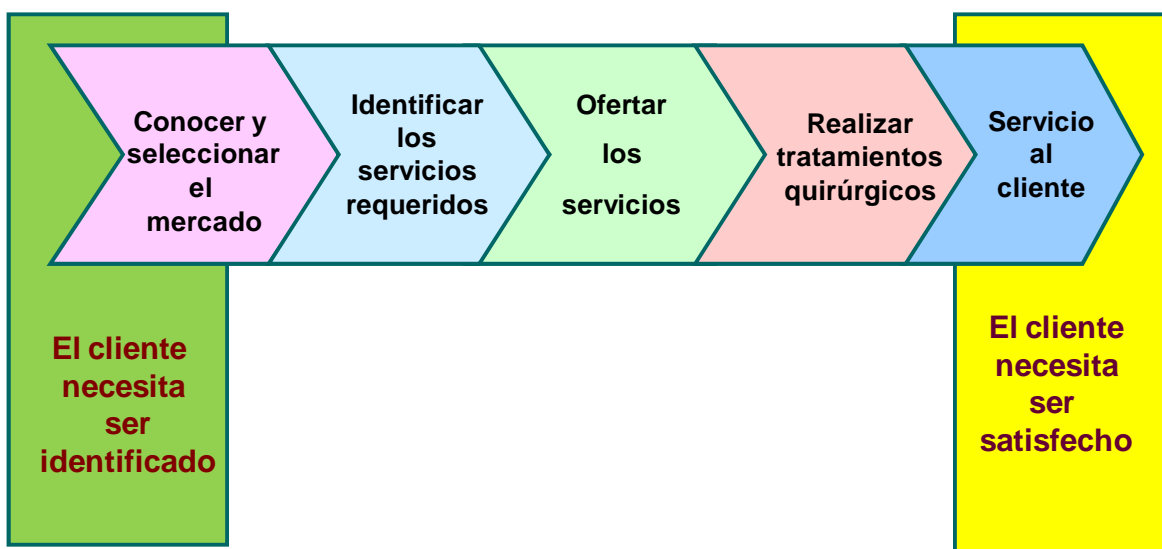 Conocer y
seleccionar
el
mercado
Identificar
los
servicios
requeridos
Ofertar
los
servicios
Realizar
tratamientos
quirúrgicos
Servicio
al
cliente
El cliente
necesita
ser
identificado
El cliente
necesita
ser
satisfecho